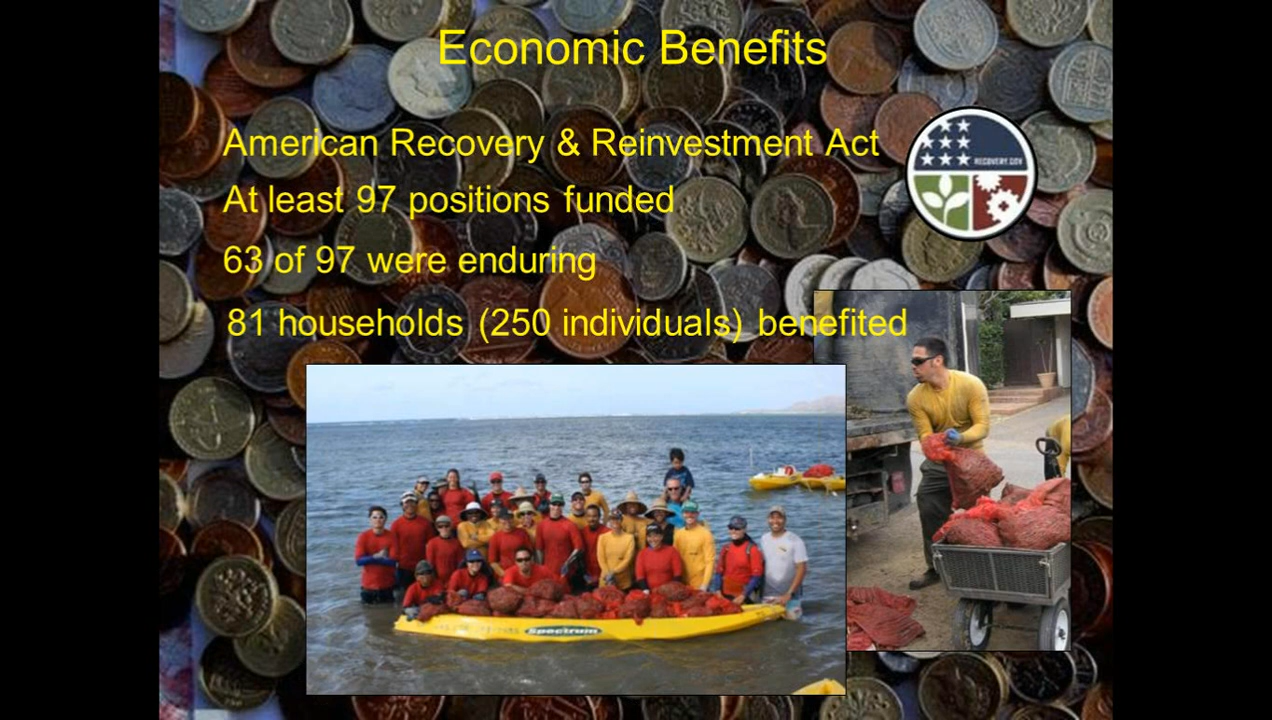 Economic Benefits
American Recovery & Reinvestment Act
RECOVERY.GOV
At least 97 positions funded
63 of 97 were enduring
81 households (250 individuals) benefited
Spectrum